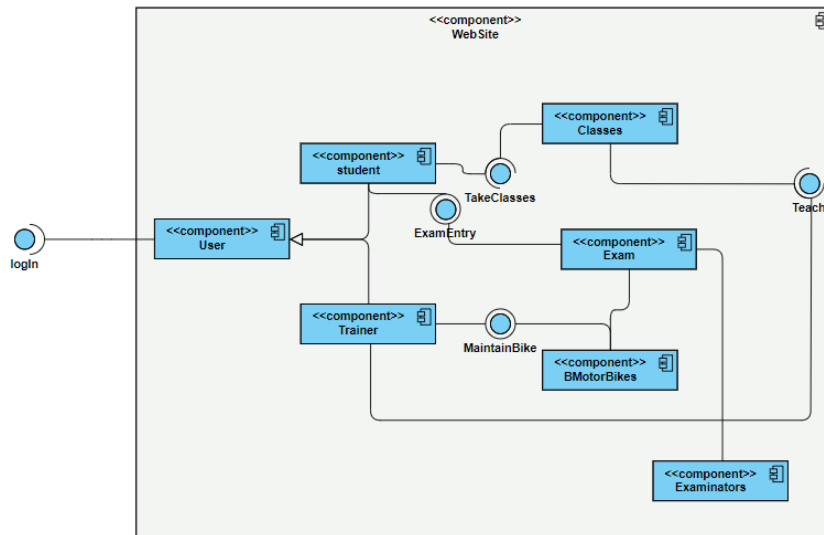 <<component>>
WebSite
<<component>>
Classes
<<component>>
student
TakeClasses
Teach
ExamEntry
<<component>>
User
<<component>>
Exam
logIn
<<component>>
Trainer
MaintainBike
<<component>>
BMotorBikes
<<component>>
Examinators